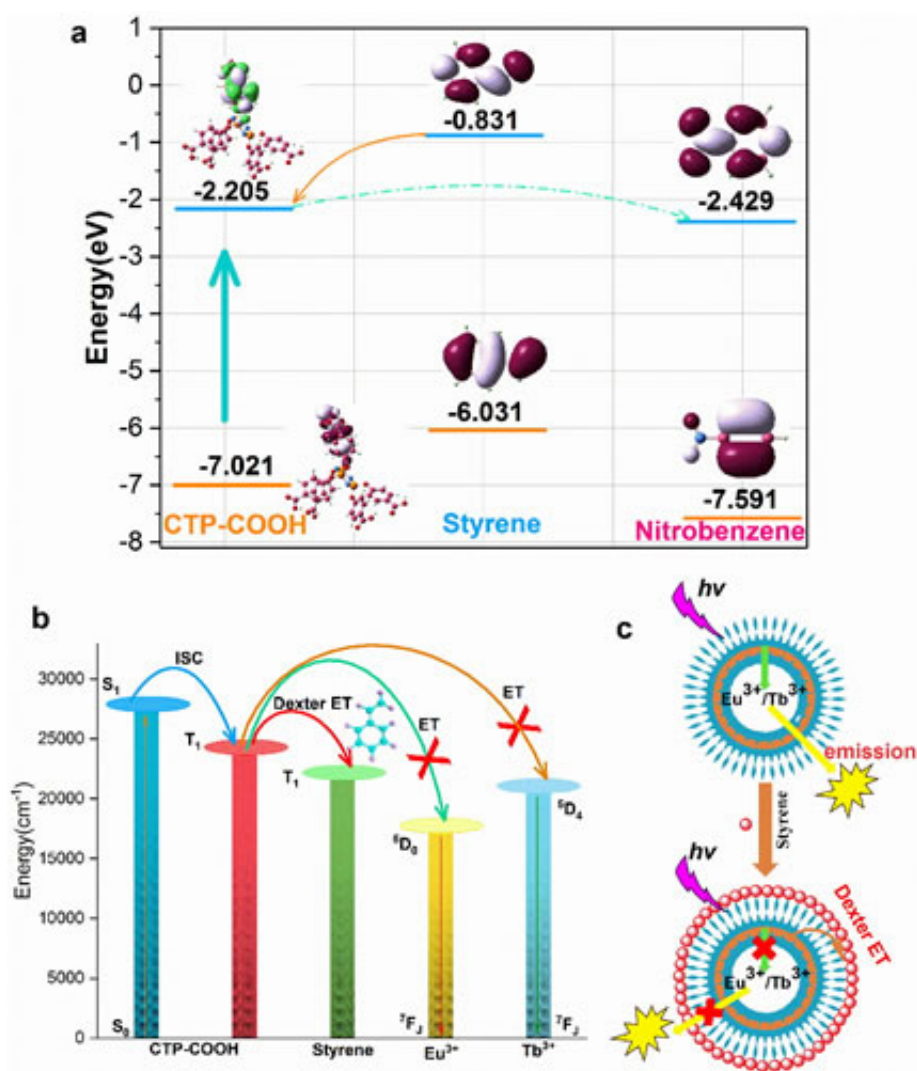 a
Energy(eV)
1
0
-1
-2
-3
-4
-5
-6
-7
-8
-2.205
-0.831
-2.429
-7.021
-6.031
-7.591
CTP-COOH
Styrene
Nitrobenzene
b
Energy(cm⁻¹)
30000
25000
20000
15000
10000
5000
0
S₁
ISC
T₁
Dexter ET
T₁
ET
ET
⁵D₀
⁵D₄
S₀
⁷F_J
⁷F_J
CTP-COOH
Styrene
Eu³⁺
Tb³⁺
c
hv
Eu³⁺/Tb³⁺
emission
Styrene
hv
Dexter ET
Eu³⁺/Tb³⁺